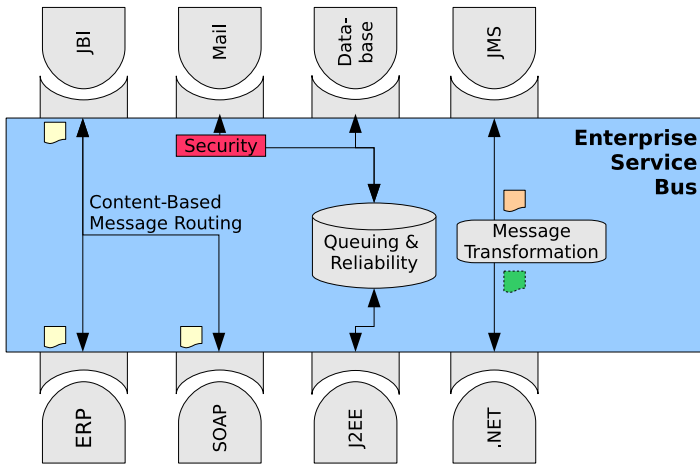 JBI
Mail
Data-
base
JMS
Enterprise
Service
Bus
Security
Content-Based
Message Routing
Queuing &
Reliability
Message
Transformation
ERP
SOAP
J2EE
.NET